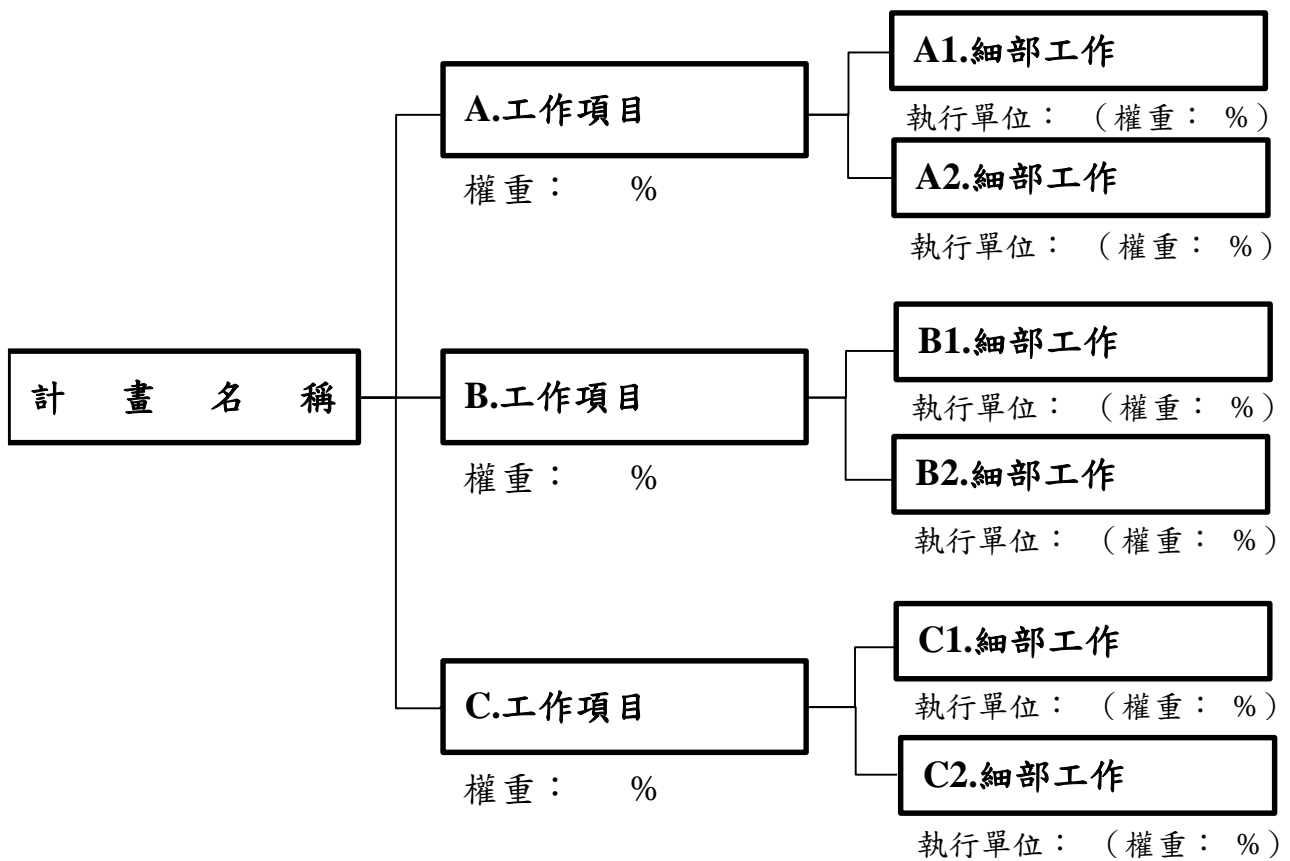 計畫名稱
A.工作項目
權重： %
A1.細部工作
執行單位： （權重： %）
A2.細部工作
執行單位： （權重： %）
B.工作項目
權重： %
B1.細部工作
執行單位： （權重： %）
B2.細部工作
執行單位： （權重： %）
C.工作項目
權重： %
C1.細部工作
執行單位： （權重： %）
C2.細部工作
執行單位： （權重： %）